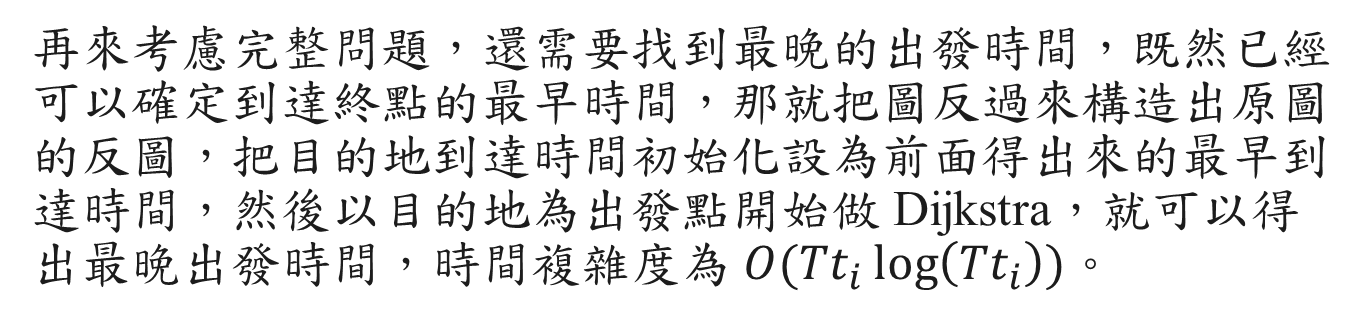 再來考慮完整問題，還需要找到最晚的出發時間，既然已經
可以確定到達終點的最早時間，那就把圖反過來構造出原圖
的反圖，把目的地到達時間初始化設為前面得出來的最早到
達時間，然後以目的地為出發點開始做 Dijkstra，就可以得
出最晚出發時間，時間複雜度為 𝑂(𝑇𝑡ᵢ log(𝑇𝑡ᵢ))。